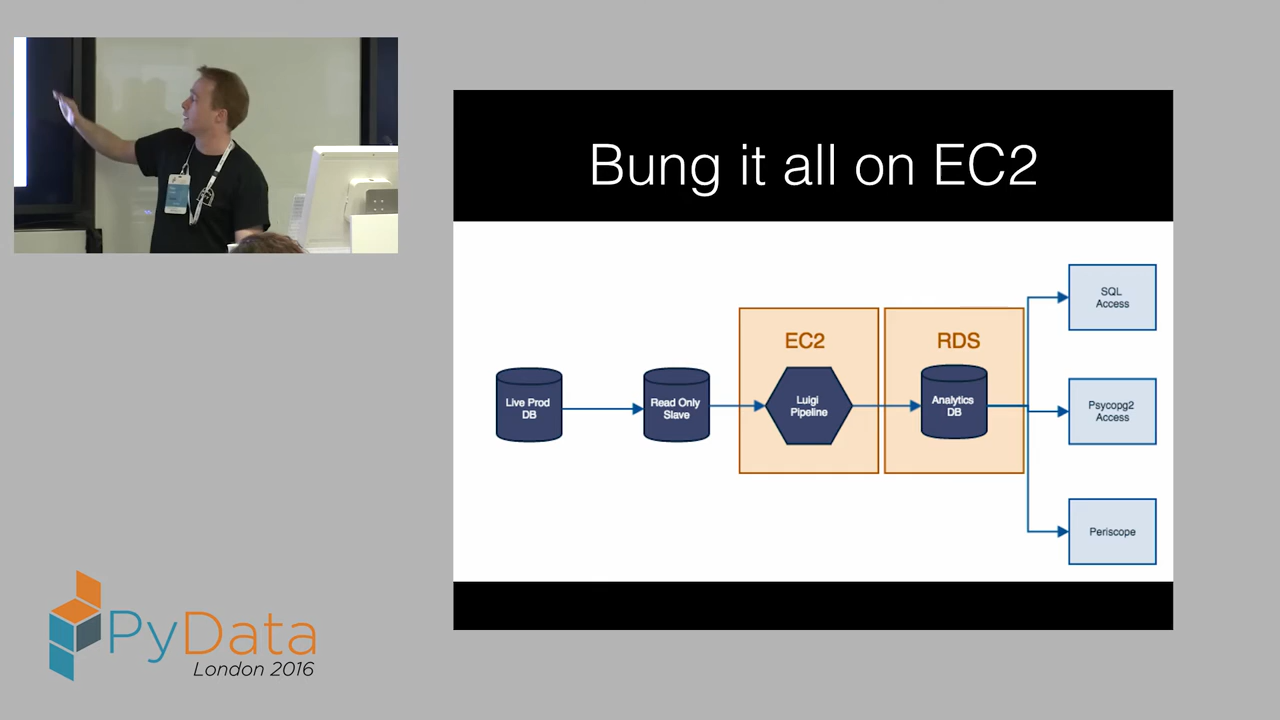 Bung it all on EC2
EC2
RDS
Live Prod
DB
Read Only
Slave
Luigi
Pipeline
Analytics
DB
SQL
Access
Psycopg2
Access
Periscope
PyData
London 2016